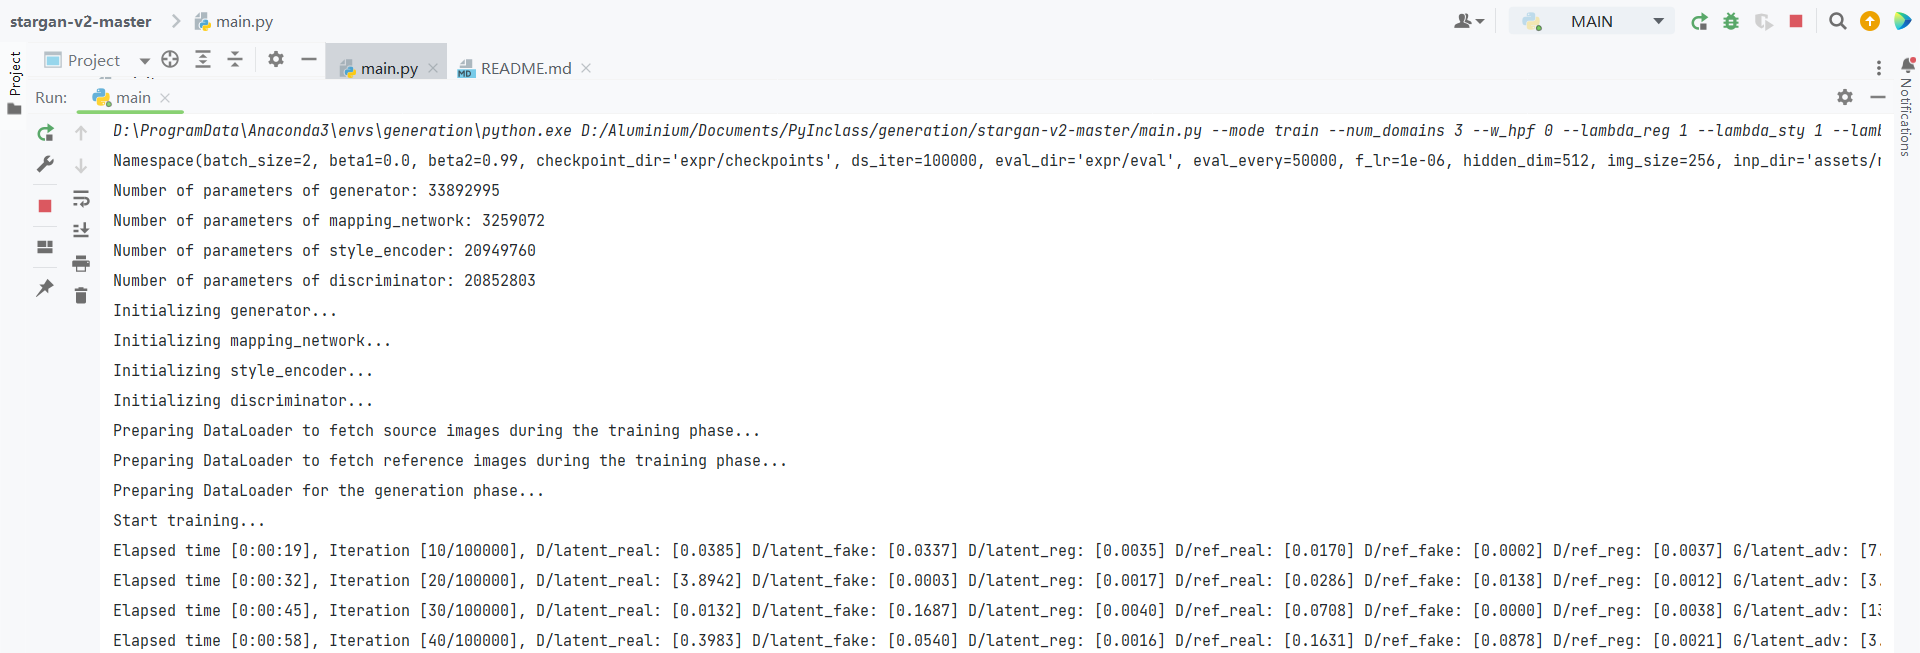 stargan-v2-master main.py MAIN
Project main.py README.md
Project
Run: main
Notifications
D:\ProgramData\Anaconda3\envs\generation\python.exe D:/Aluminium/Documents/PyInclass/generation/stargan-v2-master/main.py --mode train --num_domains 3 --w_hpf 0 --lambda_reg 1 --lambda_sty 1 --lamb
Namespace(batch_size=2, beta1=0.0, beta2=0.99, checkpoint_dir='expr/checkpoints', ds_iter=100000, eval_dir='expr/eval', eval_every=50000, f_lr=1e-06, hidden_dim=512, img_size=256, inp_dir='assets/r
Number of parameters of generator: 33892995
Number of parameters of mapping_network: 3259072
Number of parameters of style_encoder: 20949760
Number of parameters of discriminator: 20852803
Initializing generator...
Initializing mapping_network...
Initializing style_encoder...
Initializing discriminator...
Preparing DataLoader to fetch source images during the training phase...
Preparing DataLoader to fetch reference images during the training phase...
Preparing DataLoader for the generation phase...
Start training...
Elapsed time [0:00:19], Iteration [10/100000], D/latent_real: [0.0385] D/latent_fake: [0.0337] D/latent_reg: [0.0035] D/ref_real: [0.0170] D/ref_fake: [0.0002] D/ref_reg: [0.0037] G/latent_adv: [7.
Elapsed time [0:00:32], Iteration [20/100000], D/latent_real: [3.8942] D/latent_fake: [0.0003] D/latent_reg: [0.0017] D/ref_real: [0.0286] D/ref_fake: [0.0138] D/ref_reg: [0.0012] G/latent_adv: [3.
Elapsed time [0:00:45], Iteration [30/100000], D/latent_real: [0.0132] D/latent_fake: [0.1687] D/latent_reg: [0.0040] D/ref_real: [0.0708] D/ref_fake: [0.0000] D/ref_reg: [0.0038] G/latent_adv: [13
Elapsed time [0:00:58], Iteration [40/100000], D/latent_real: [0.3983] D/latent_fake: [0.0540] D/latent_reg: [0.0016] D/ref_real: [0.1631] D/ref_fake: [0.0878] D/ref_reg: [0.0021] G/latent_adv: [3.